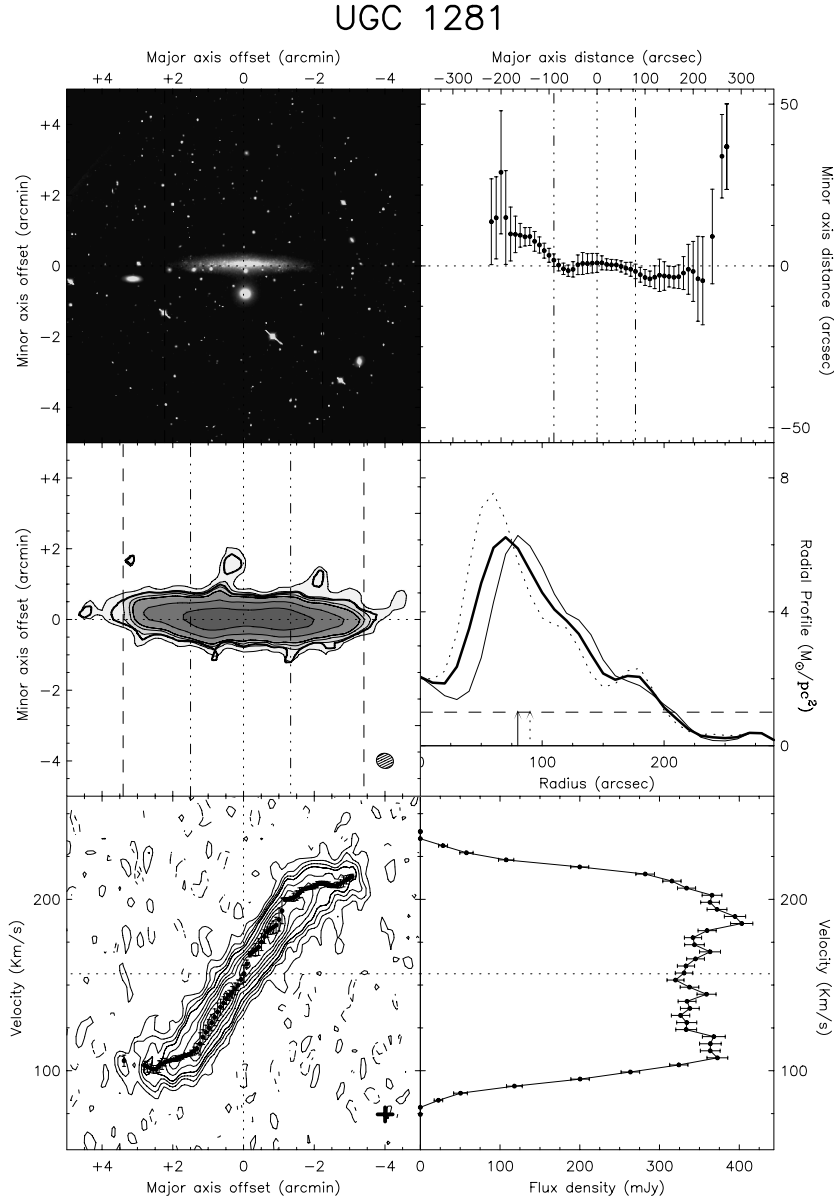 UGC 1281
Major axis offset (arcmin)
+4 +2 0 -2 -4
Major axis distance (arcsec)
-300 -200 -100 0 100 200 300
Minor axis offset (arcmin)
+4
+2
0
-2
-4
50
0
-50
Minor axis distance (arcsec)
Minor axis offset (arcmin)
+4
+2
0
-2
-4
8
4
0
Radial Profile (M⊙/pc²)
0 100 200
Radius (arcsec)
Velocity (Km/s)
200
100
+4 +2 0 -2 -4
Major axis offset (arcmin)
200
100
Velocity (Km/s)
0 100 200 300 400
Flux density (mJy)